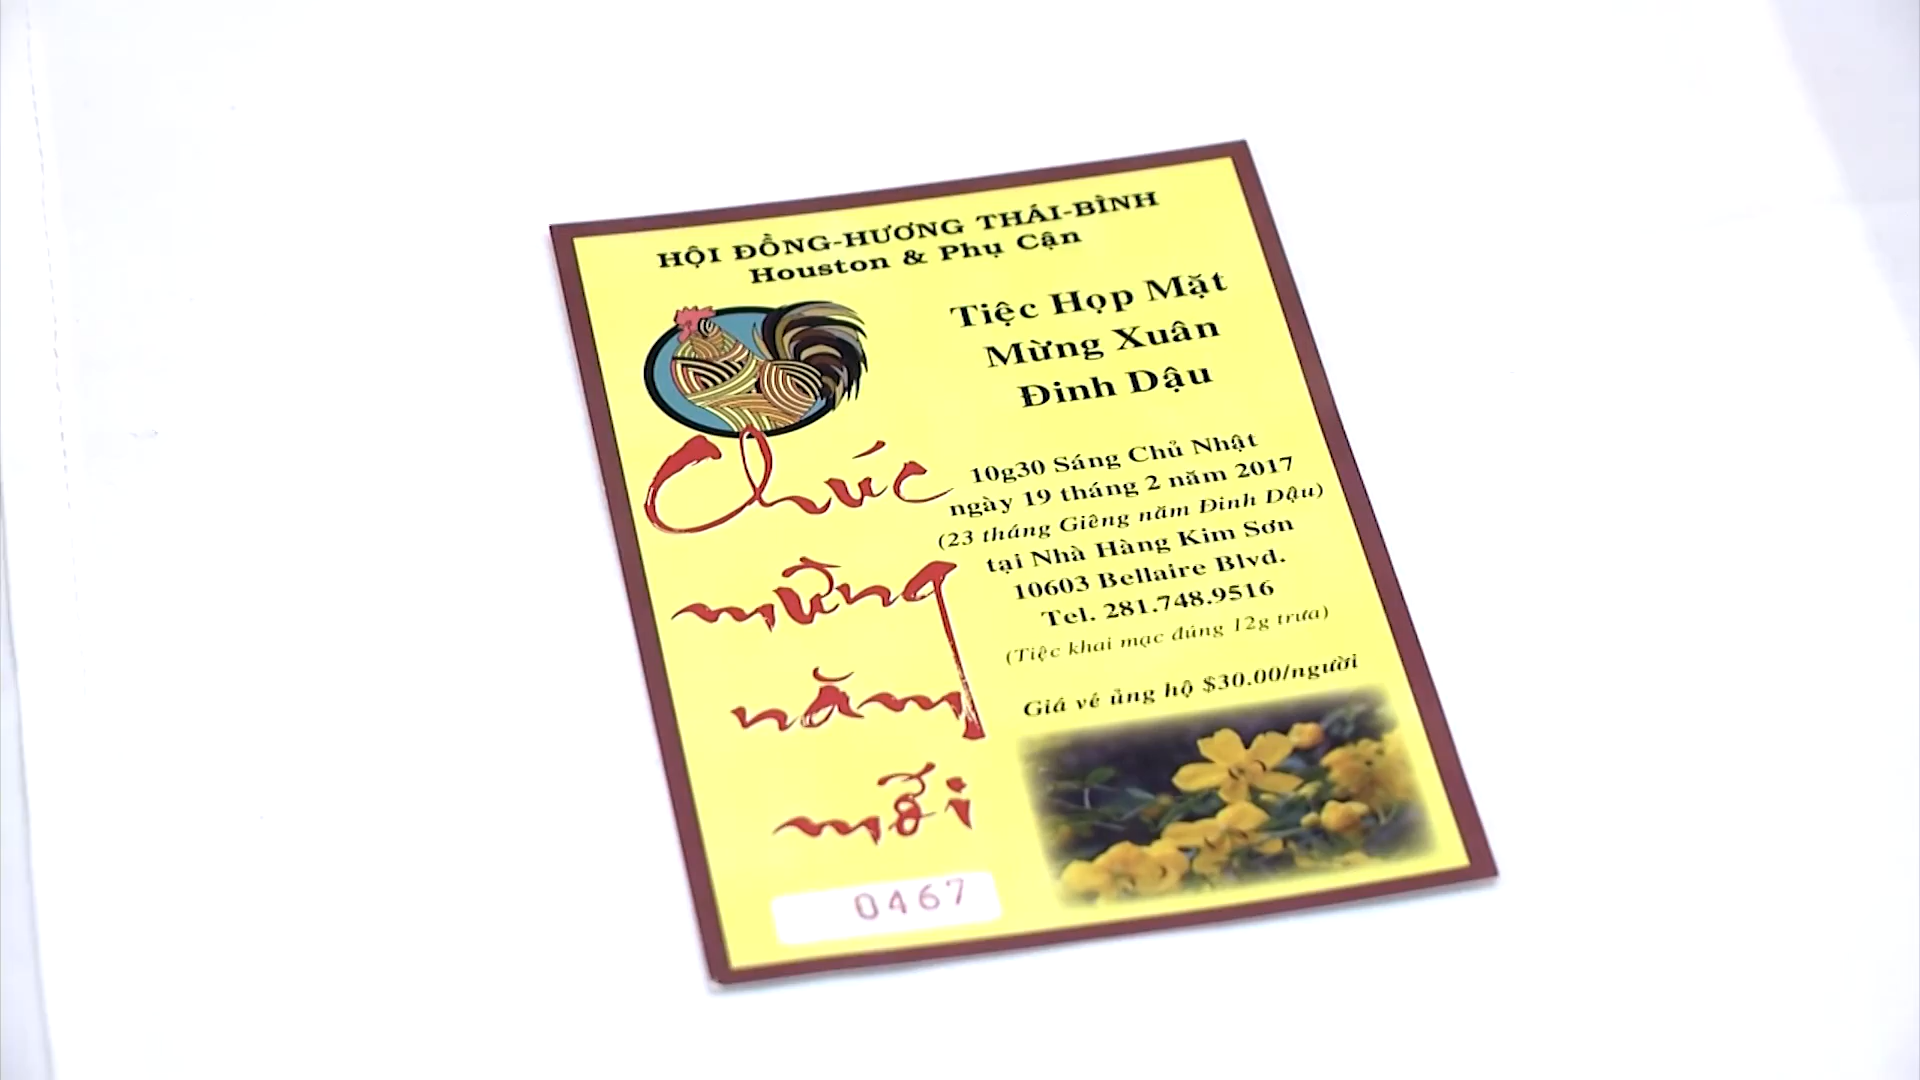 HỘI ĐỒNG-HƯƠNG THÁI-BÌNH
Houston & Phụ Cận
Tiệc Họp Mặt
Mừng Xuân
Đinh Dậu
10g30 Sáng Chủ Nhật
ngày 19 tháng 2 năm 2017
(23 tháng Giêng năm Đinh Dậu)
tại Nhà Hàng Kim Sơn
10603 Bellaire Blvd.
Tel. 281.748.9516
(Tiệc khai mạc đúng 12g trưa)
Giá vé ủng hộ $30.00/người
Chúc
mừng
năm
mới
0467